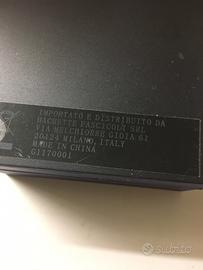 IMPORTATO E DISTRIBUITO DA
HACHETTE FASCICOLI SRL
VIA MELCHIORRE GIOIA 61
20124 MILANO, ITALY
MADE IN CHINA
G1170001
subito